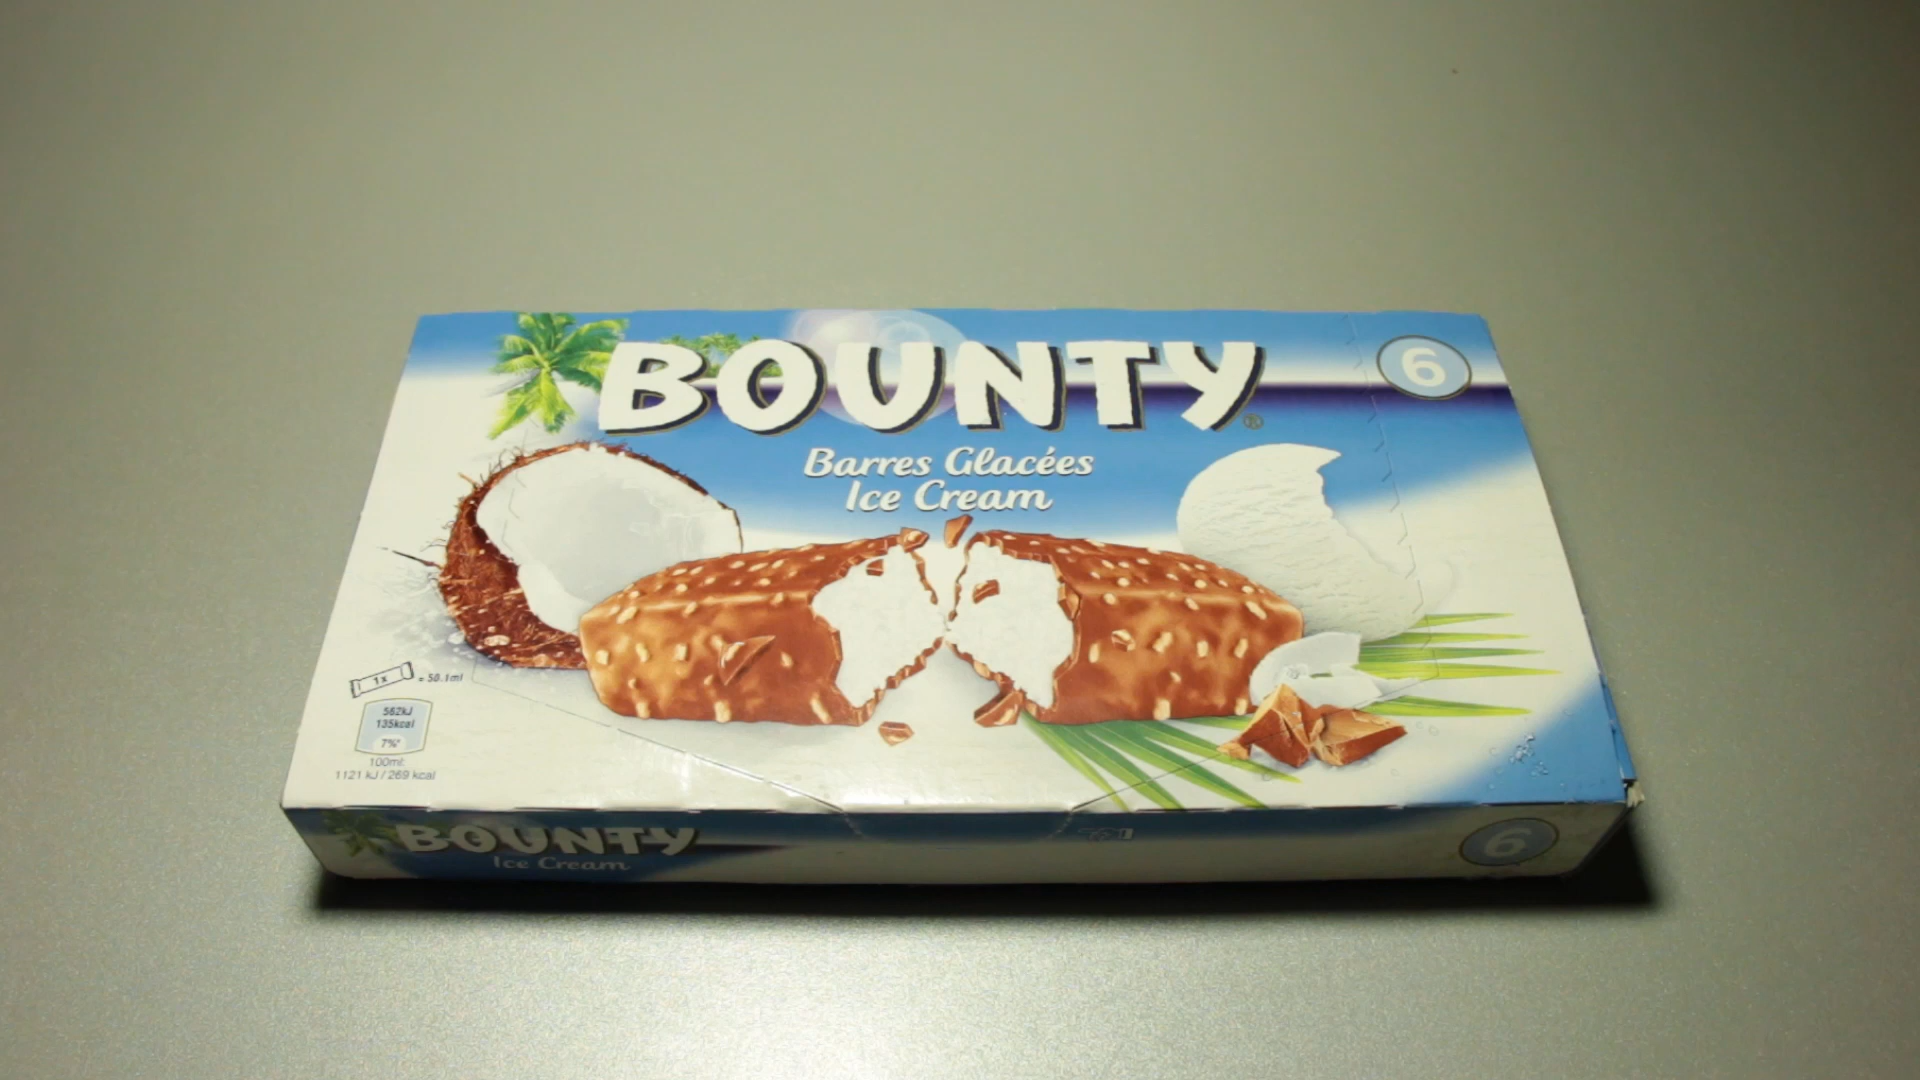 BOUNTY®
6
Barres Glacées
Ice Cream
1x = 50.1ml
562kJ
135kcal
7%*
100ml:
1121 kJ / 269 kcal
BOUNTY
Ice Cream
6